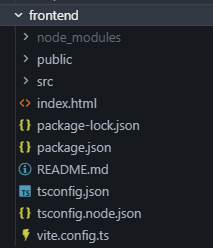 frontend
node_modules
public
src
index.html
package-lock.json
package.json
README.md
TS tsconfig.json
tsconfig.node.json
vite.config.ts